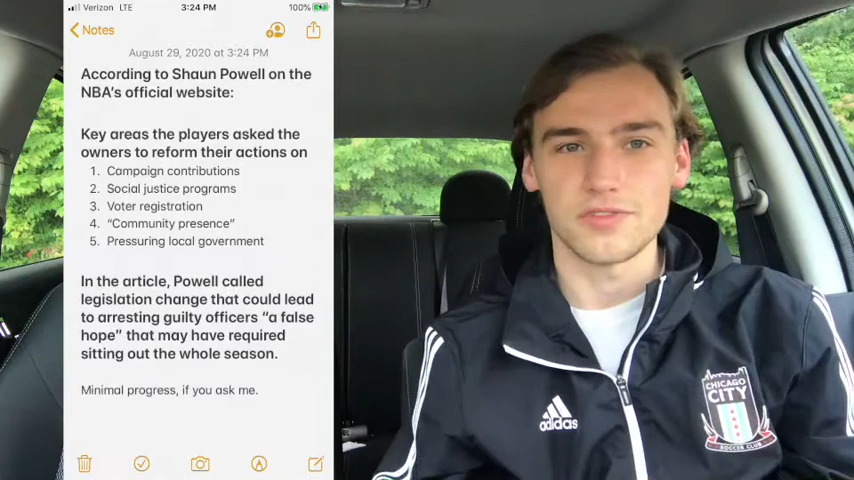 Verizon LTE 3:24 PM 100%
Notes
August 29, 2020 at 3:24 PM
According to Shaun Powell on the
NBA's official website:
Key areas the players asked the
owners to reform their actions on
1. Campaign contributions
2. Social justice programs
3. Voter registration
4. “Community presence”
5. Pressuring local government
In the article, Powell called
legislation change that could lead
to arresting guilty officers “a false
hope” that may have required
sitting out the whole season.
Minimal progress, if you ask me.
adidas
CHICAGO
CITY
SOCCER CLUB